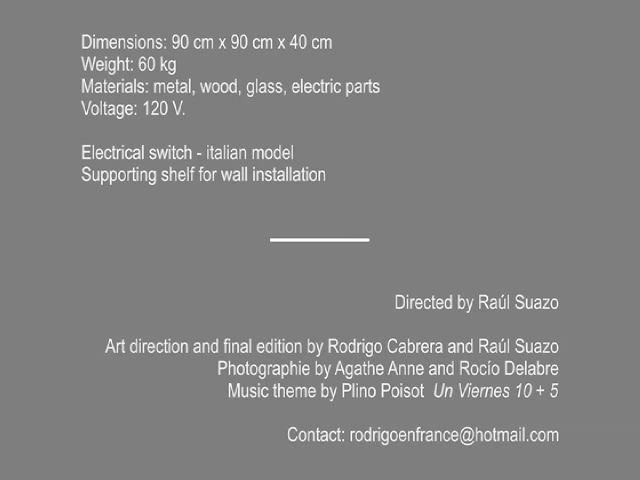 Dimensions: 90 cm x 90 cm x 40 cm
Weight: 60 kg
Materials: metal, wood, glass, electric parts
Voltage: 120 V.
Electrical switch - italian model
Supporting shelf for wall installation
Directed by Raúl Suazo
Art direction and final edition by Rodrigo Cabrera and Raúl Suazo
Photographie by Agathe Anne and Rocío Delabre
Music theme by Plino Poisot Un Viernes 10 + 5
Contact: rodrigoenfrance@hotmail.com